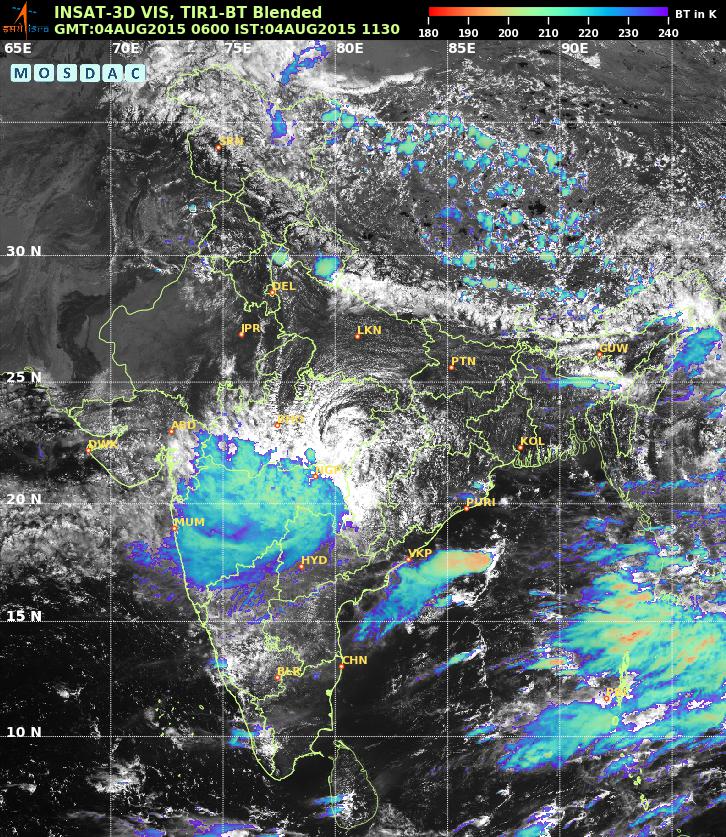 INSAT-3D VIS, TIR1-BT Blended
GMT:04AUG2015 0600 IST:04AUG2015 1130
BT in K
180 190 200 210 220 230 240
65E 70E 75E 80E 85E 90E
MOSDAC
SRN
30 N
DEL
JPR LKN GUW
PTN
25 N
ABD
DWK KOL
NGP
20 N PURI
MUM
VKP
HYD
15 N
CHN
BLR
10 N